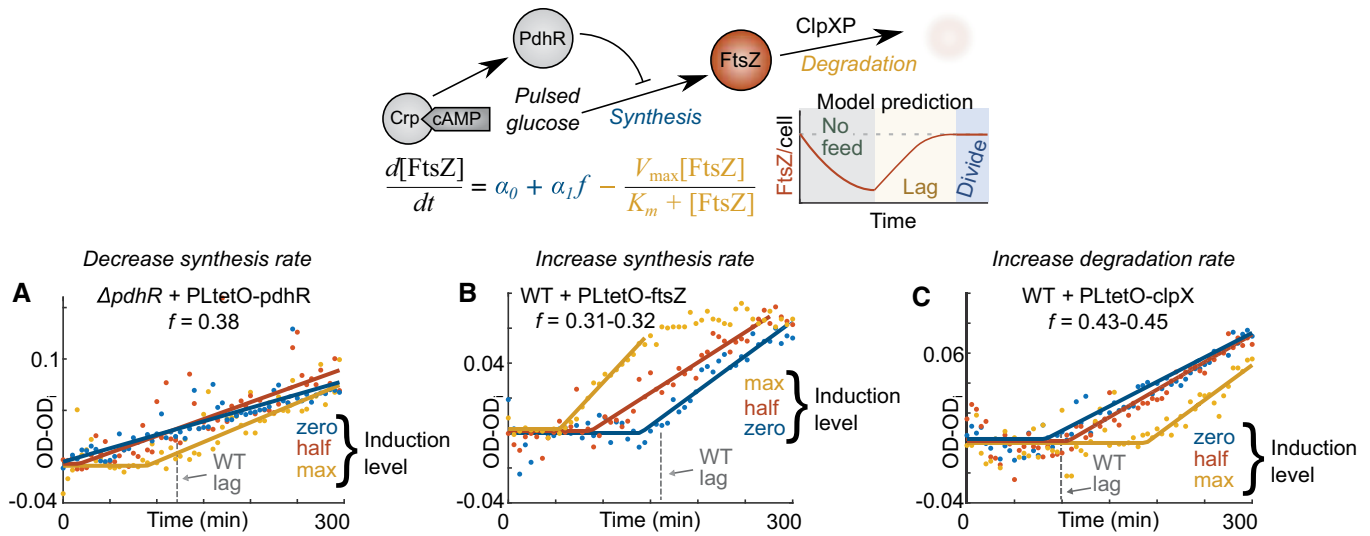 PdhR
ClpXP
FtsZ
Degradation
Crp
cAMP
Pulsed
glucose
Synthesis
Model prediction
FtsZ/cell
No
feed
Lag
Divide
Time
d[FtsZ]/dt = α₀ + α₁f − Vmax[FtsZ]/(Km + [FtsZ])
Decrease synthesis rate
A
ΔpdhR + PLtetO-pdhR
f = 0.38
OD-ODi
0.1
-0.04
zero
half
max
Induction
level
WT
lag
0
Time (min)
300
Increase synthesis rate
B
WT + PLtetO-ftsZ
f = 0.31-0.32
OD-ODi
0.04
-0.04
max
half
zero
Induction
level
WT
lag
0
Time (min)
300
Increase degradation rate
C
WT + PLtetO-clpX
f = 0.43-0.45
OD-ODi
0.06
-0.04
zero
half
max
Induction
level
WT
lag
0
Time (min)
300